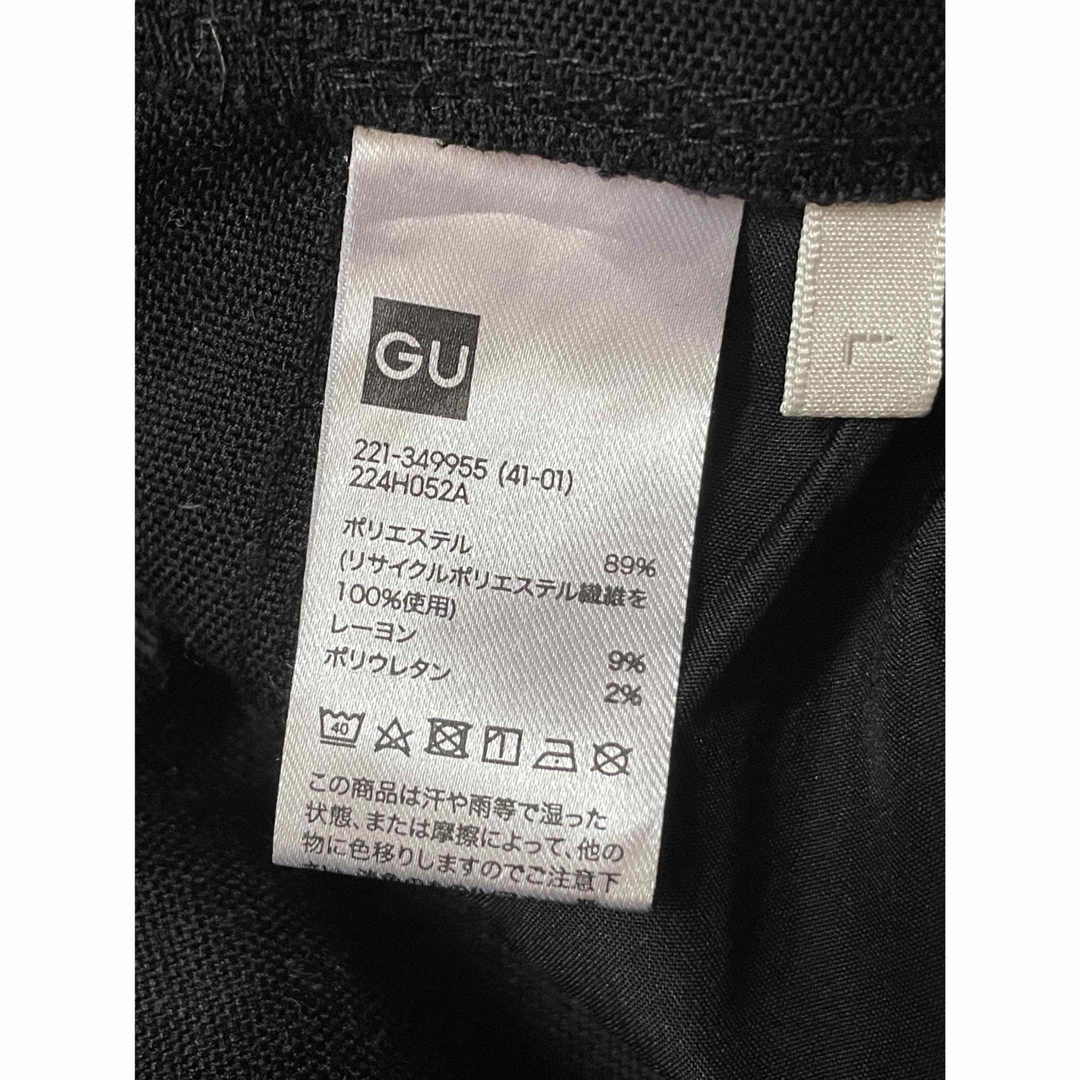 GU
L
221-349955 (41-01)
224H052A
ポリエステル 89%
(リサイクルポリエステル繊維を
100%使用)
レーヨン 9%
ポリウレタン 2%
40
この商品は汗や雨等で湿った
状態、または摩擦によって、他の
物に色移りしますのでご注意下